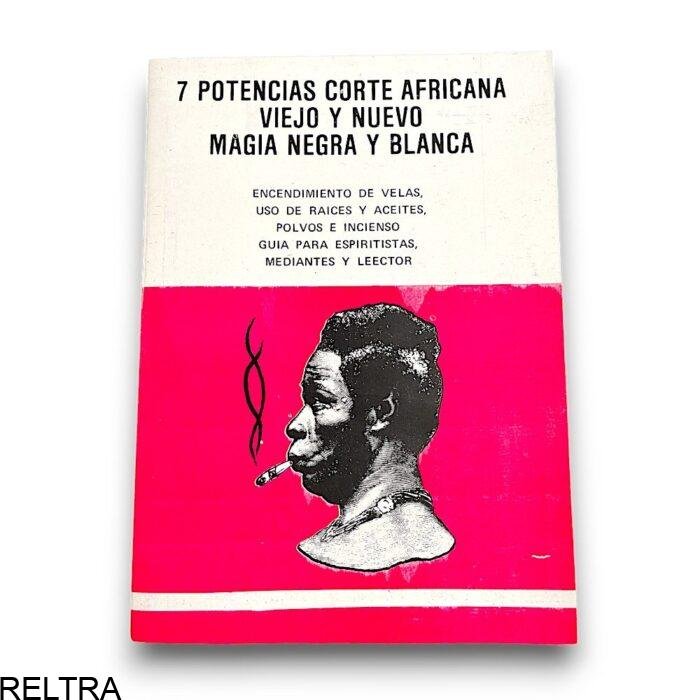 7 POTENCIAS CORTE AFRICANA
VIEJO Y NUEVO
MAGIA NEGRA Y BLANCA
ENCENDIMIENTO DE VELAS,
USO DE RAICES Y ACEITES,
POLVOS E INCIENSO
GUIA PARA ESPIRITISTAS,
MEDIANTES Y LEECTOR
RELTRA